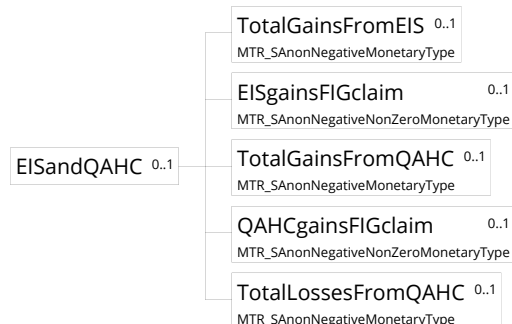 TotalGainsFromEIS 0..1
MTR_SAnonNegativeMonetaryType
EISgainsFIGclaim 0..1
MTR_SAnonNegativeNonZeroMonetaryType
EISandQAHC 0..1
TotalGainsFromQAHC 0..1
MTR_SAnonNegativeMonetaryType
QAHCgainsFIGclaim 0..1
MTR_SAnonNegativeNonZeroMonetaryType
TotalLossesFromQAHC 0..1
MTR_SAnonNegativeMonetaryType